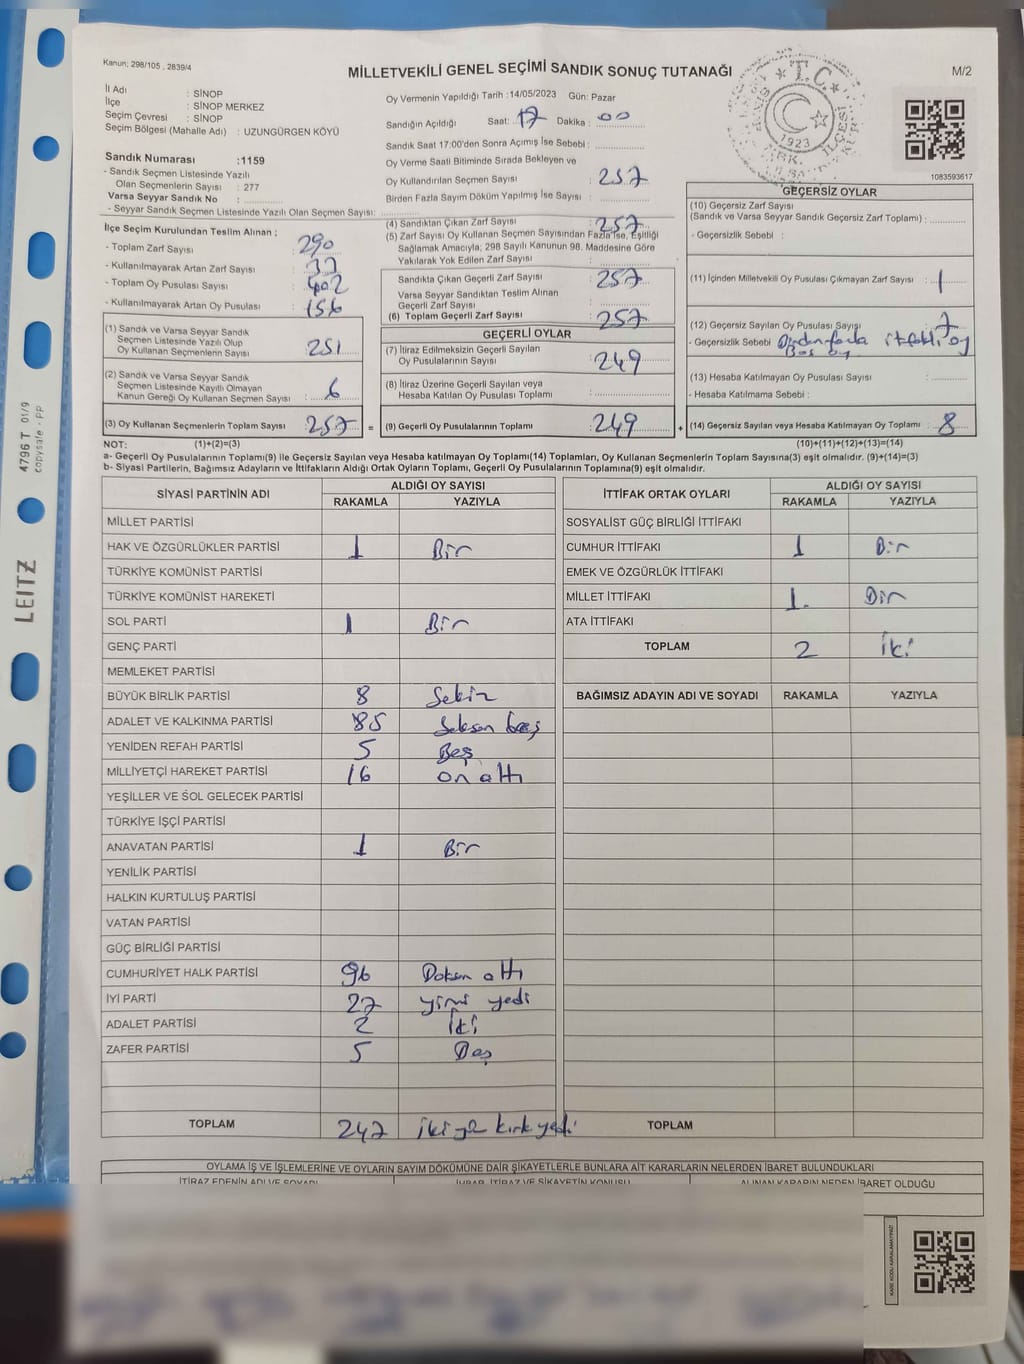 Kanun; 298/105 , 2839/4
MİLLETVEKİLİ GENEL SEÇİMİ SANDIK SONUÇ TUTANAĞI
M/2
T.C.
1923
İl Adı : SİNOP
İlçe : SİNOP MERKEZ
Seçim Çevresi : SİNOP
Seçim Bölgesi (Mahalle Adı) : UZUNGÜRGEN KÖYÜ
Sandık Numarası :1159
- Sandık Seçmen Listesinde Yazılı
Olan Seçmenlerin Sayısı : 277
Varsa Seyyar Sandık No :
- Seyyar Sandık Seçmen Listesinde Yazılı Olan Seçmen Sayısı:
Oy Vermenin Yapıldığı Tarih :14/05/2023 Gün: Pazar
Sandığın Açıldığı Saat: 17 Dakika : 00
Sandık Saat 17:00'den Sonra Açımış İse Sebebi :
Oy Verme Saati Bitiminde Sırada Bekleyen ve
Oy Kullandırılan Seçmen Sayısı : 257
Birden Fazla Sayım Döküm Yapılmış İse Sayısı :
1083593617
İlçe Seçim Kurulundan Teslim Alınan ;
- Toplam Zarf Sayısı : 290
- Kullanılmayarak Artan Zarf Sayısı : 33
- Toplam Oy Pusulası Sayısı : 402
- Kullanılmayarak Artan Oy Pusulası : 156
(1) Sandık ve Varsa Seyyar Sandık
Seçmen Listesinde Yazılı Olup
Oy Kullanan Seçmenlerin Sayısı : 251
(2) Sandık ve Varsa Seyyar Sandık
Seçmen Listesinde Kayıtlı Olmayan
Kanun Gereği Oy Kullanan Seçmen Sayısı : 6
(3) Oy Kullanan Seçmenlerin Toplam Sayısı : 257 =
(4) Sandıktan Çıkan Zarf Sayısı : 257
(5) Zarf Sayısı Oy Kullanan Seçmen Sayısından Fazla İse, Eşitliği
Sağlamak Amacıyla; 298 Sayılı Kanunun 98. Maddesine Göre
Yakılarak Yok Edilen Zarf Sayısı :
Sandıkta Çıkan Geçerli Zarf Sayısı : 257
Varsa Seyyar Sandıktan Teslim Alınan
Geçerli Zarf Sayısı :
(6) Toplam Geçerli Zarf Sayısı : 257
GEÇERLİ OYLAR
(7) İtiraz Edilmeksizin Geçerli Sayılan
Oy Pusulalarının Sayısı : 249
(8) İtiraz Üzerine Geçerli Sayılan veya
Hesaba Katılan Oy Pusulası Toplamı :
(9) Geçerli Oy Pusulalarının Toplamı : 249 +
GEÇERSİZ OYLAR
(10) Geçersiz Zarf Sayısı
(Sandık ve Varsa Seyyar Sandık Geçersiz Zarf Toplamı) :
- Geçersizlik Sebebi :
(11) İçinden Milletvekili Oy Pusulası Çıkmayan Zarf Sayısı : 1
(12) Geçersiz Sayılan Oy Pusulası Sayısı : 7
- Geçersizlik Sebebi : Birden fazla ittifaklı oy
Boş oy
(13) Hesaba Katılmayan Oy Pusulası Sayısı :
- Hesaba Katılmama Sebebi :
(14) Geçersiz Sayılan veya Hesaba Katılmayan Oy Toplamı : 8
NOT: (1)+(2)=(3) (10)+(11)+(12)+(13)=(14)
a- Geçerli Oy Pusulasının Toplamı(9) ile Geçersiz Sayılan veya Hesaba katılmayan Oy Toplamı(14) Toplamları, Oy Kullanan Seçmenlerin Toplam Sayısına(3) eşit olmalıdır. (9)+(14)=(3)
b- Siyasi Partilerin, Bağımsız Adayların ve İttifakların Aldığı Ortak Oyların Toplamı, Geçerli Oy Pusulalarının Toplamına(9) eşit olmalıdır.
SİYASİ PARTİNİN ADI ALDIĞI OY SAYISI
RAKAMLA YAZIYLA
MİLLET PARTİSİ
HAK VE ÖZGÜRLÜKLER PARTİSİ 1 Bir
TÜRKİYE KOMÜNİST PARTİSİ
TÜRKİYE KOMÜNİST HAREKETİ
SOL PARTİ 1 Bir
GENÇ PARTİ
MEMLEKET PARTİSİ
BÜYÜK BİRLİK PARTİSİ 8 Sekiz
ADALET VE KALKINMA PARTİSİ 85 Seksen beş
YENİDEN REFAH PARTİSİ 5 Beş
MİLLİYETÇİ HAREKET PARTİSİ 16 on altı
YEŞİLLER VE SOL GELECEK PARTİSİ
TÜRKİYE İŞÇİ PARTİSİ
ANAVATAN PARTİSİ 1 Bir
YENİLİK PARTİSİ
HALKIN KURTULUŞ PARTİSİ
VATAN PARTİSİ
GÜÇ BİRLİĞİ PARTİSİ
CUMHURİYET HALK PARTİSİ 96 Doksan altı
İYİ PARTİ 27 yirmi yedi
ADALET PARTİSİ 2 İki
ZAFER PARTİSİ 5 Beş
TOPLAM 247 iki yüz kırk yedi
İTTİFAK ORTAK OYLARI ALDIĞI OY SAYISI
RAKAMLA YAZIYLA
SOSYALİST GÜÇ BİRLİĞİ İTTİFAKI
CUMHUR İTTİFAKI 1 Bir
EMEK VE ÖZGÜRLÜK İTTİFAKI
MİLLET İTTİFAKI 1. Bir
ATA İTTİFAKI
TOPLAM 2 İki
BAĞIMSIZ ADAYIN ADI VE SOYADI RAKAMLA YAZIYLA
TOPLAM
OYLAMA İŞ VE İŞLEMLERİNE VE OYLARIN SAYIM DÖKÜMÜNE DAİR ŞİKAYETLERLE BUNLARA AİT KARARLARIN NELERDEN İBARET BULUNDUKLARI
İTİRAZ EDENİN ADI VE SOYADI İHBAR, İTİRAZ VE ŞİKAYETİN KONUSU ALINAN KARARIN NEDEN İBARET OLDUĞU
4796 T 01/9
copysafe - PP
LEITZ
KARE KODU KARALAMAYINIZ!